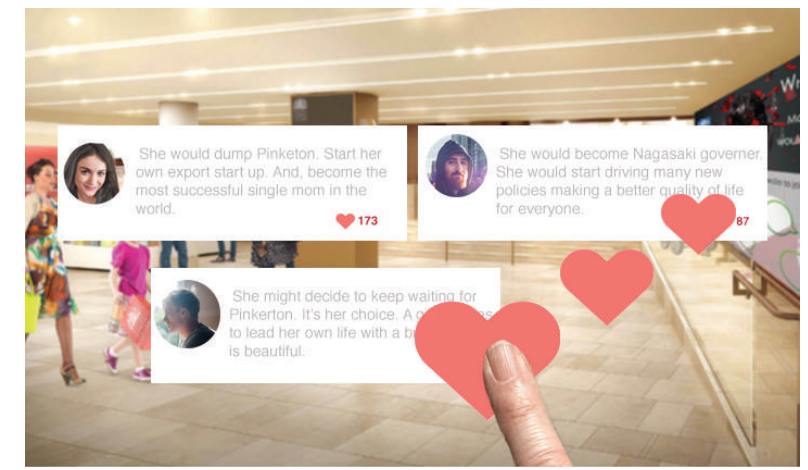 She would dump Pinketon. Start her
own export start up. And, become the
most successful single mom in the
world.
173
She would become Nagasaki governer.
She would start driving many new
policies making a better quality of life
for everyone.
87
She might decide to keep waiting for
Pinkerton. It's her choice. A
to lead her own life with a
is beautiful.